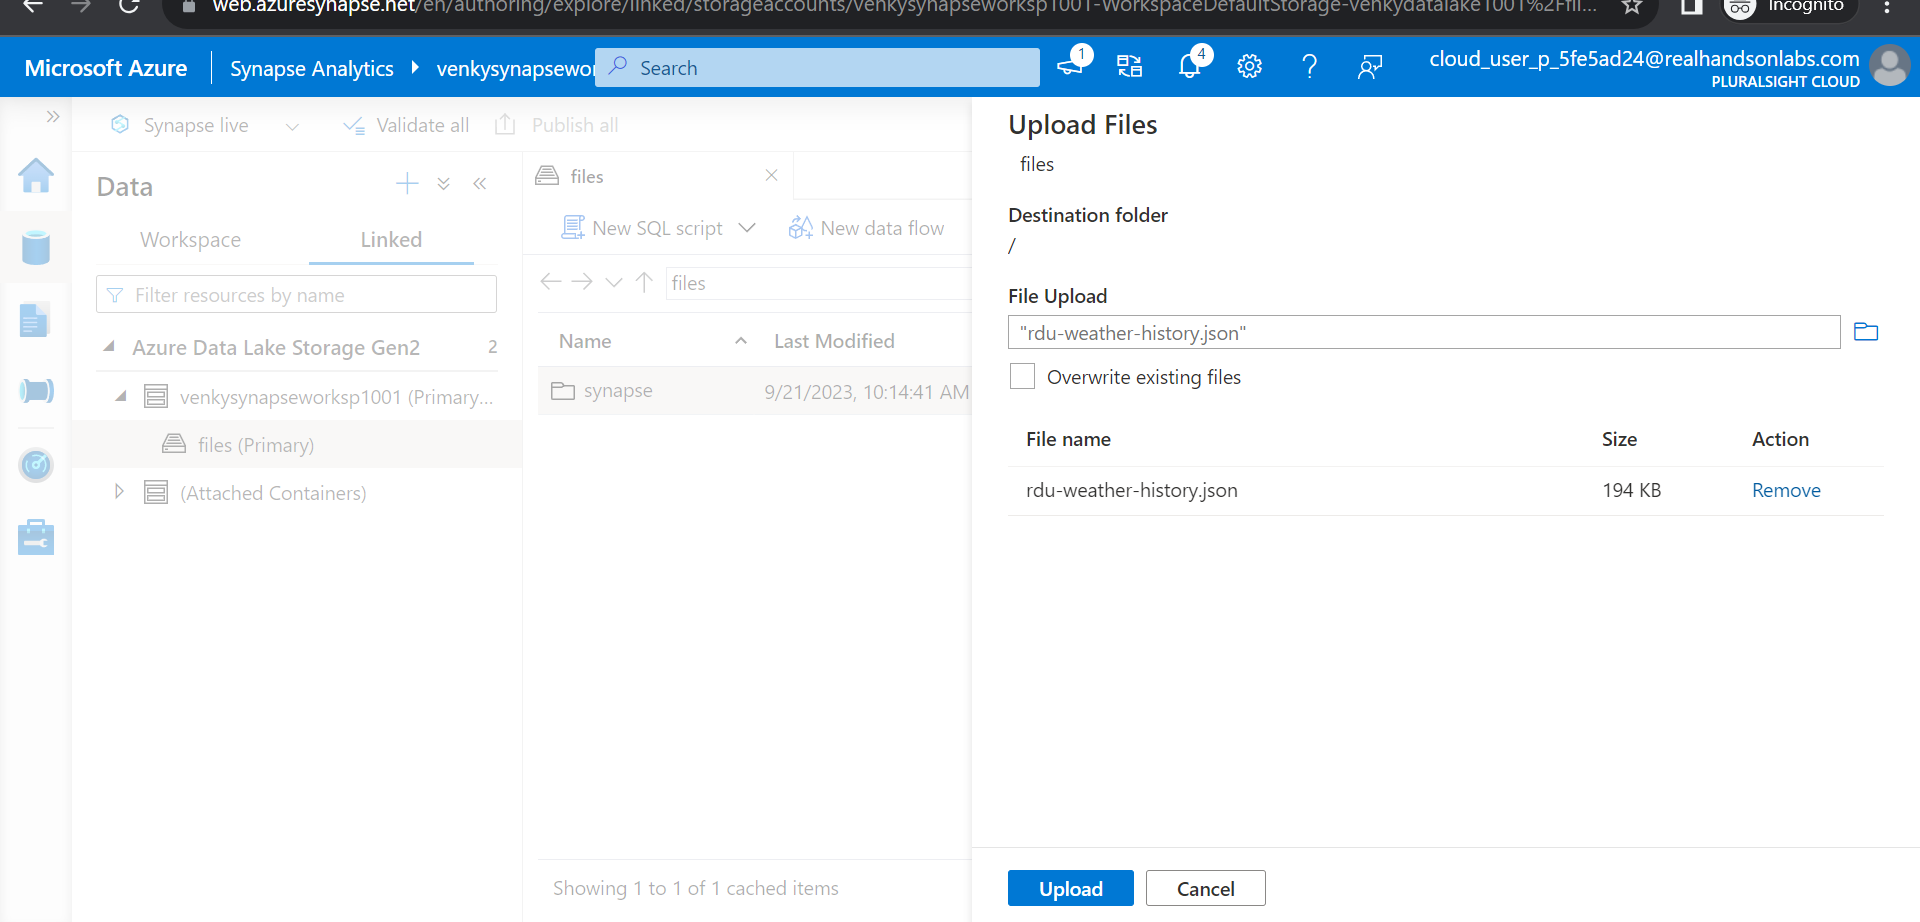 web.azuresynapse.net/en/authoring/explore/linked/storageaccounts/venkysynapseworksp1001-WorkspaceDefaultStorage-venkydatalake1001%2Ffil...
Incognito
Microsoft Azure
Synapse Analytics
venkysynapsewor
Search
1
4
cloud_user_p_5fe5ad24@realhandsonlabs.com
PLURALSIGHT CLOUD
Synapse live
Validate all
Publish all
Data
Workspace
Linked
Filter resources by name
Azure Data Lake Storage Gen2
2
venkysynapseworksp1001 (Primary...
files (Primary)
(Attached Containers)
files
New SQL script
New data flow
files
Name
Last Modified
synapse
9/21/2023, 10:14:41 AM
Showing 1 to 1 of 1 cached items
Upload Files
files
Destination folder
/
File Upload
"rdu-weather-history.json"
Overwrite existing files
File name
Size
Action
rdu-weather-history.json
194 KB
Remove
Upload
Cancel